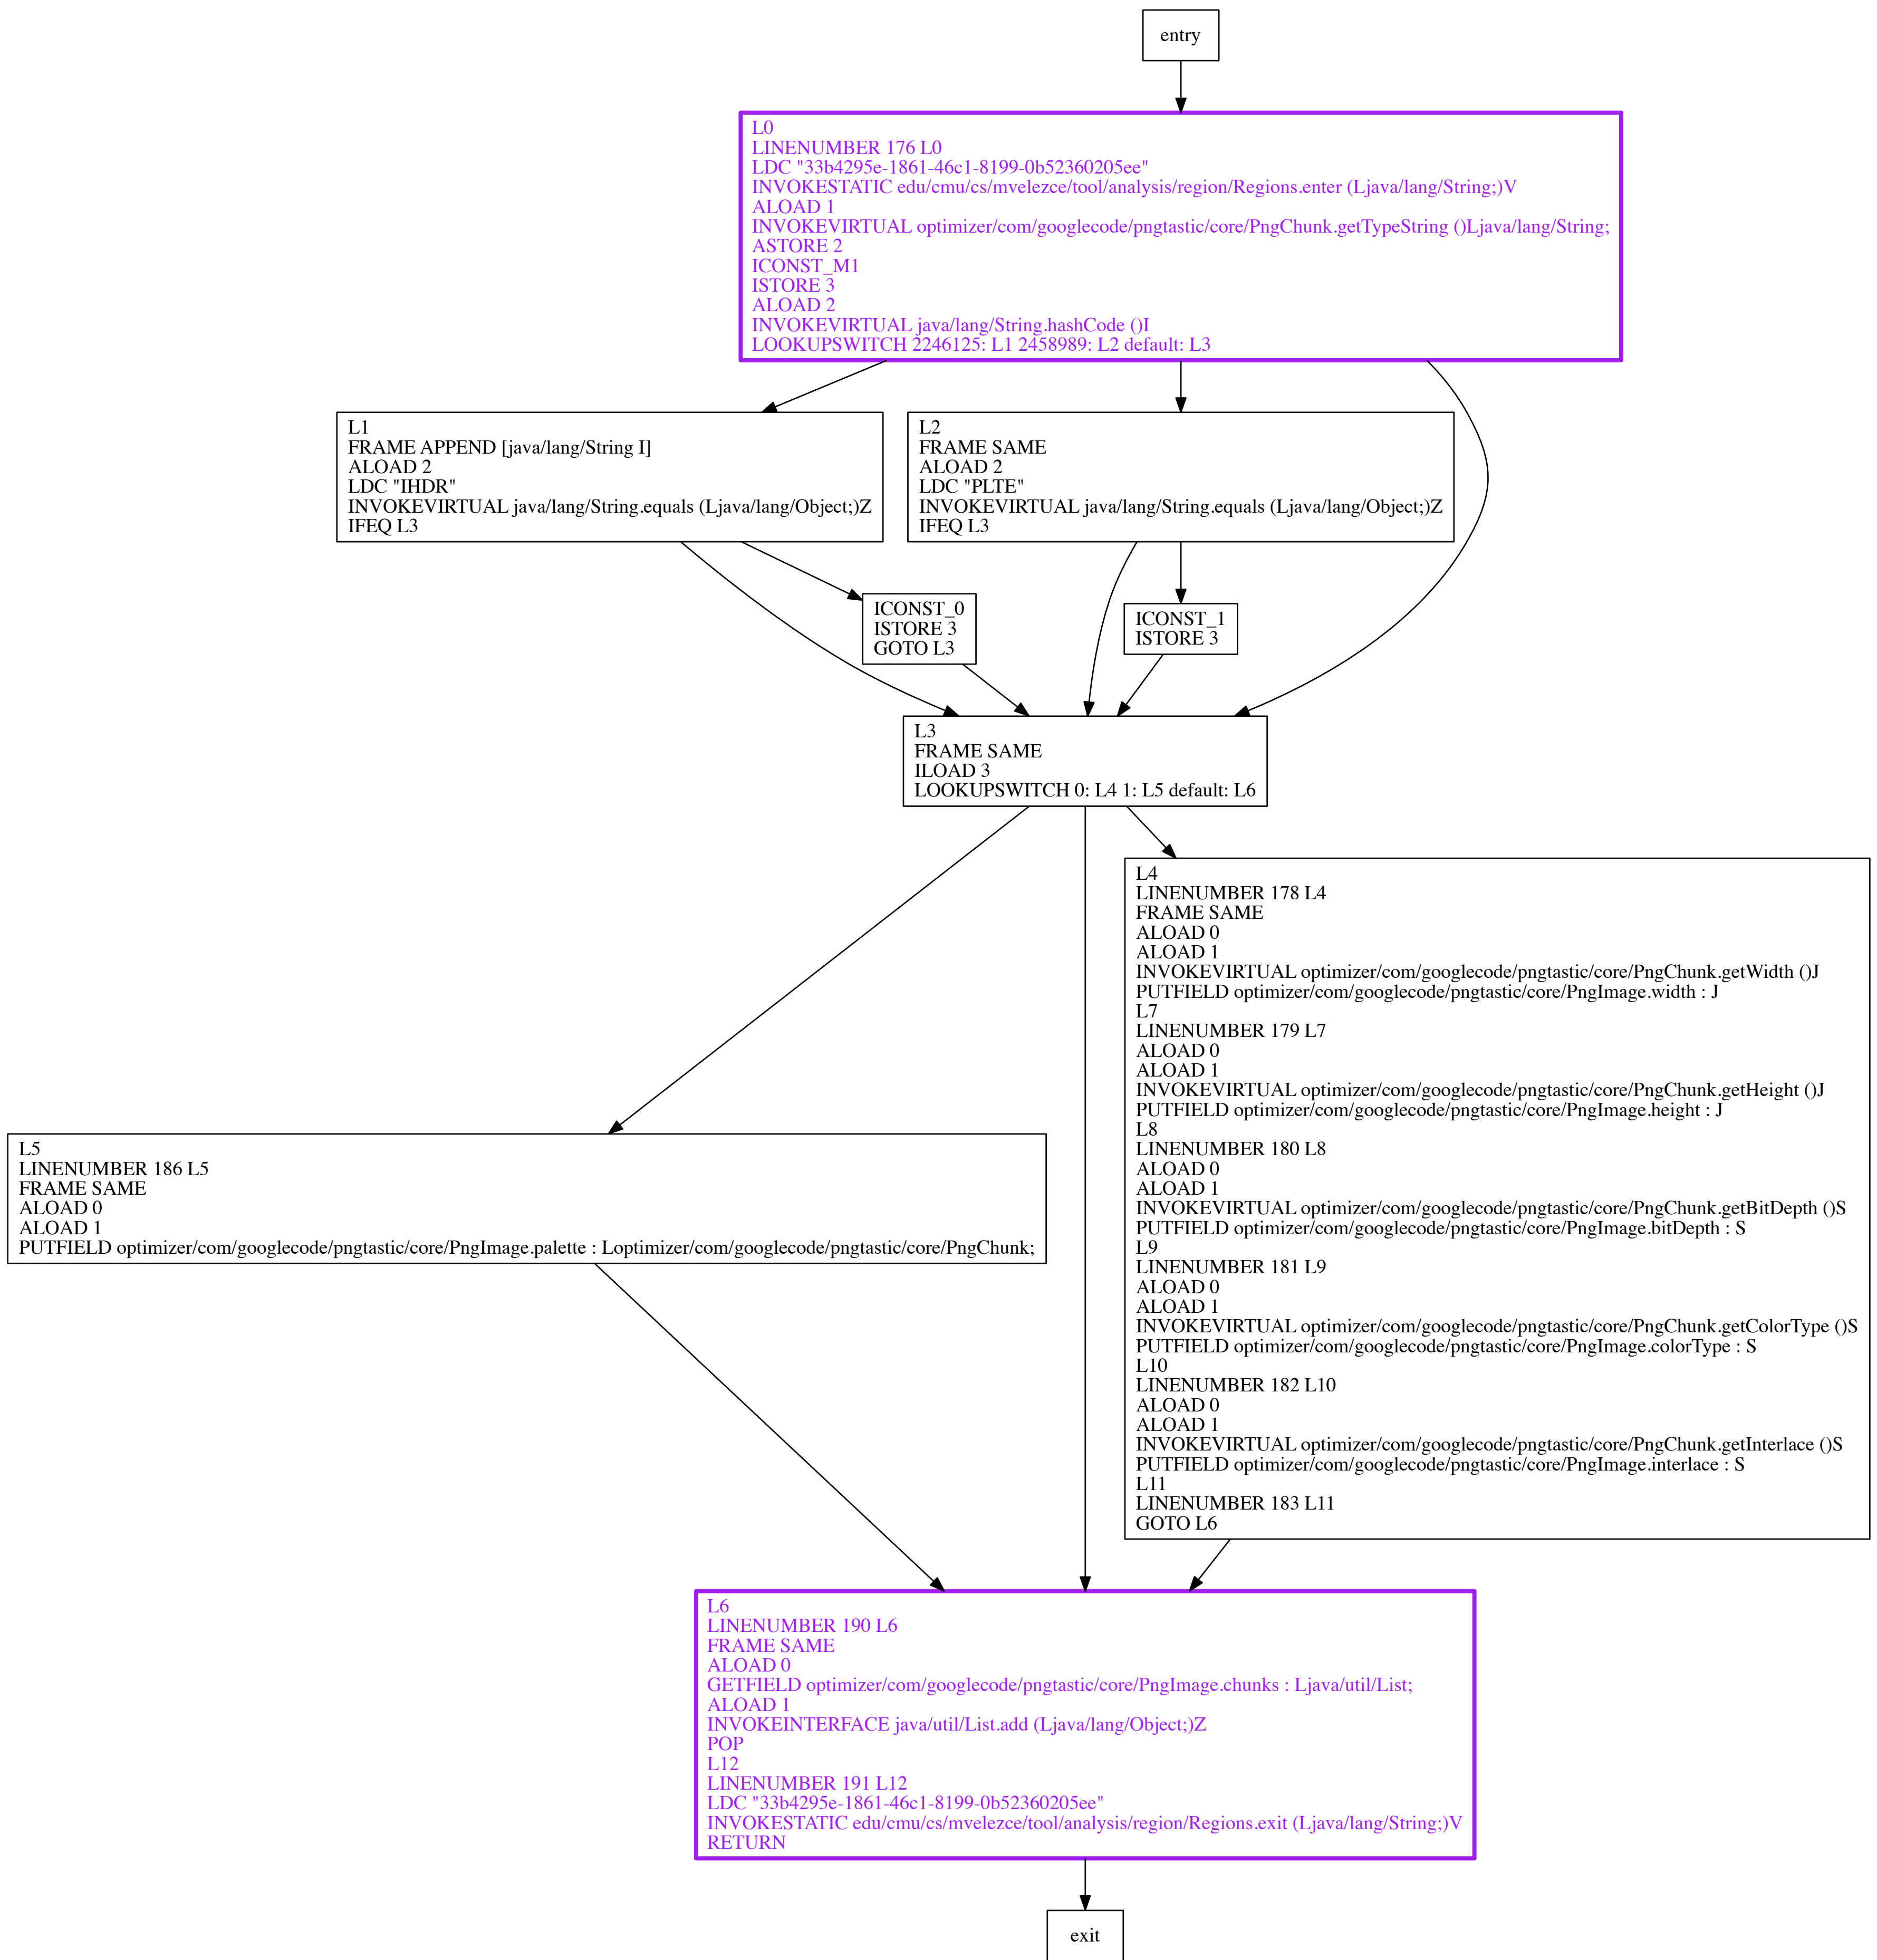 entry
L0
LINENUMBER 176 L0
LDC "33b4295e-1861-46c1-8199-0b52360205ee"
INVOKESTATIC edu/cmu/cs/mvelezce/tool/analysis/region/Regions.enter (Ljava/lang/String;)V
ALOAD 1
INVOKEVIRTUAL optimizer/com/googlecode/pngtastic/core/PngChunk.getTypeString ()Ljava/lang/String;
ASTORE 2
ICONST_M1
ISTORE 3
ALOAD 2
INVOKEVIRTUAL java/lang/String.hashCode ()I
LOOKUPSWITCH 2246125: L1 2458989: L2 default: L3
L1
FRAME APPEND [java/lang/String I]
ALOAD 2
LDC "IHDR"
INVOKEVIRTUAL java/lang/String.equals (Ljava/lang/Object;)Z
IFEQ L3
L2
FRAME SAME
ALOAD 2
LDC "PLTE"
INVOKEVIRTUAL java/lang/String.equals (Ljava/lang/Object;)Z
IFEQ L3
ICONST_0
ISTORE 3
GOTO L3
ICONST_1
ISTORE 3
L3
FRAME SAME
ILOAD 3
LOOKUPSWITCH 0: L4 1: L5 default: L6
L4
LINENUMBER 178 L4
FRAME SAME
ALOAD 0
ALOAD 1
INVOKEVIRTUAL optimizer/com/googlecode/pngtastic/core/PngChunk.getWidth ()J
PUTFIELD optimizer/com/googlecode/pngtastic/core/PngImage.width : J
L7
LINENUMBER 179 L7
ALOAD 0
ALOAD 1
INVOKEVIRTUAL optimizer/com/googlecode/pngtastic/core/PngChunk.getHeight ()J
PUTFIELD optimizer/com/googlecode/pngtastic/core/PngImage.height : J
L8
LINENUMBER 180 L8
ALOAD 0
ALOAD 1
INVOKEVIRTUAL optimizer/com/googlecode/pngtastic/core/PngChunk.getBitDepth ()S
PUTFIELD optimizer/com/googlecode/pngtastic/core/PngImage.bitDepth : S
L9
LINENUMBER 181 L9
ALOAD 0
ALOAD 1
INVOKEVIRTUAL optimizer/com/googlecode/pngtastic/core/PngChunk.getColorType ()S
PUTFIELD optimizer/com/googlecode/pngtastic/core/PngImage.colorType : S
L10
LINENUMBER 182 L10
ALOAD 0
ALOAD 1
INVOKEVIRTUAL optimizer/com/googlecode/pngtastic/core/PngChunk.getInterlace ()S
PUTFIELD optimizer/com/googlecode/pngtastic/core/PngImage.interlace : S
L11
LINENUMBER 183 L11
GOTO L6
L5
LINENUMBER 186 L5
FRAME SAME
ALOAD 0
ALOAD 1
PUTFIELD optimizer/com/googlecode/pngtastic/core/PngImage.palette : Loptimizer/com/googlecode/pngtastic/core/PngChunk;
L6
LINENUMBER 190 L6
FRAME SAME
ALOAD 0
GETFIELD optimizer/com/googlecode/pngtastic/core/PngImage.chunks : Ljava/util/List;
ALOAD 1
INVOKEINTERFACE java/util/List.add (Ljava/lang/Object;)Z
POP
L12
LINENUMBER 191 L12
LDC "33b4295e-1861-46c1-8199-0b52360205ee"
INVOKESTATIC edu/cmu/cs/mvelezce/tool/analysis/region/Regions.exit (Ljava/lang/String;)V
RETURN
exit